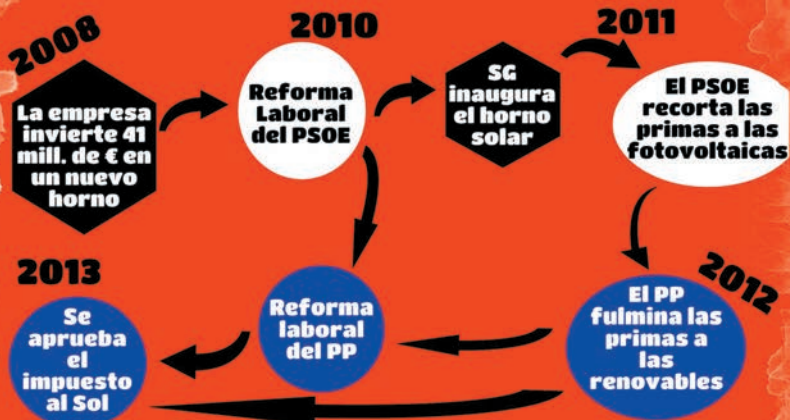 2008
La empresa
invierte 41
mill. de € en
un nuevo
horno
2010
Reforma
Laboral
del PSOE
SG
inaugura
el horno
solar
2011
El PSOE
recorta las
primas a las
fotovoltaicas
2012
El PP
fulmina las
primas a
las
renovables
Reforma
laboral
del PP
2013
Se
aprueba
el
impuesto
al Sol